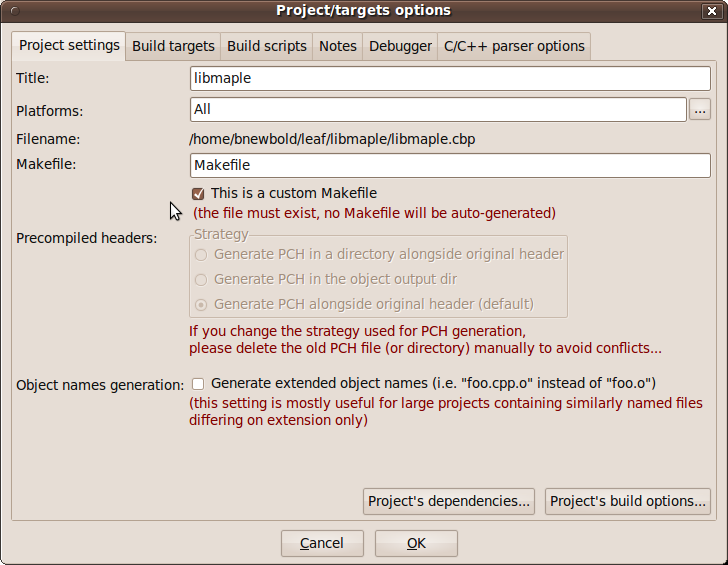 Project/targets options
Project settings Build targets Build scripts Notes Debugger C/C++ parser options
Title: libmaple
Platforms: All ...
Filename: /home/bnewbold/leaf/libmaple/libmaple.cbp
Makefile: Makefile
This is a custom Makefile
(the file must exist, no Makefile will be auto-generated)
Precompiled headers: Strategy
Generate PCH in a directory alongside original header
Generate PCH in the object output dir
Generate PCH alongside original header (default)
If you change the strategy used for PCH generation,
please delete the old PCH file (or directory) manually to avoid conflicts...
Object names generation: Generate extended object names (i.e. "foo.cpp.o" instead of "foo.o")
(this setting is mostly useful for large projects containing similarly named files
differing on extension only)
Project's dependencies... Project's build options...
Cancel OK